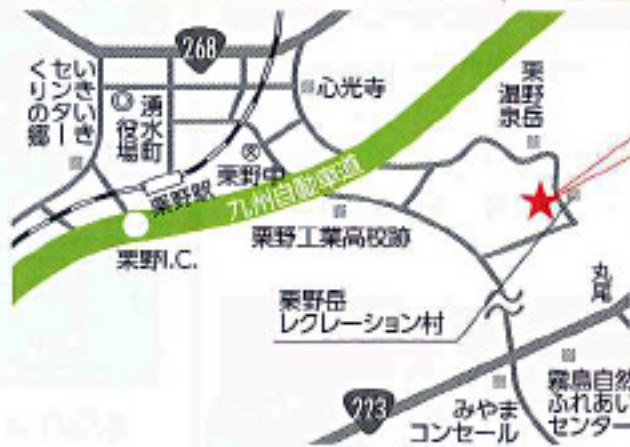 268
いきいき
センター
くりの郷
湧水町
役場
心光寺
栗野岳
温泉
栗野中
栗野駅
九州自動車道
栗野I.C.
栗野工業高校跡
栗野岳
レクレーション村
丸尾
223
みやま
コンセール
霧島自然
ふれあい
センター